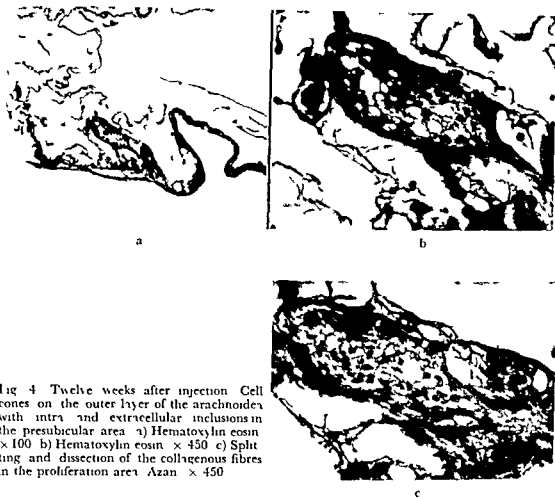 a
b
Fig 4 Twelve weeks after injection Cell
cones on the outer layer of the arachnoidea
with intra and extracellular inclusions in
the presubicular area a) Hematoxylin eosin
× 100 b) Hematoxylin eosin × 450 c) Split
ting and dissection of the collagenous fibres
in the proliferation area Azan × 450
c